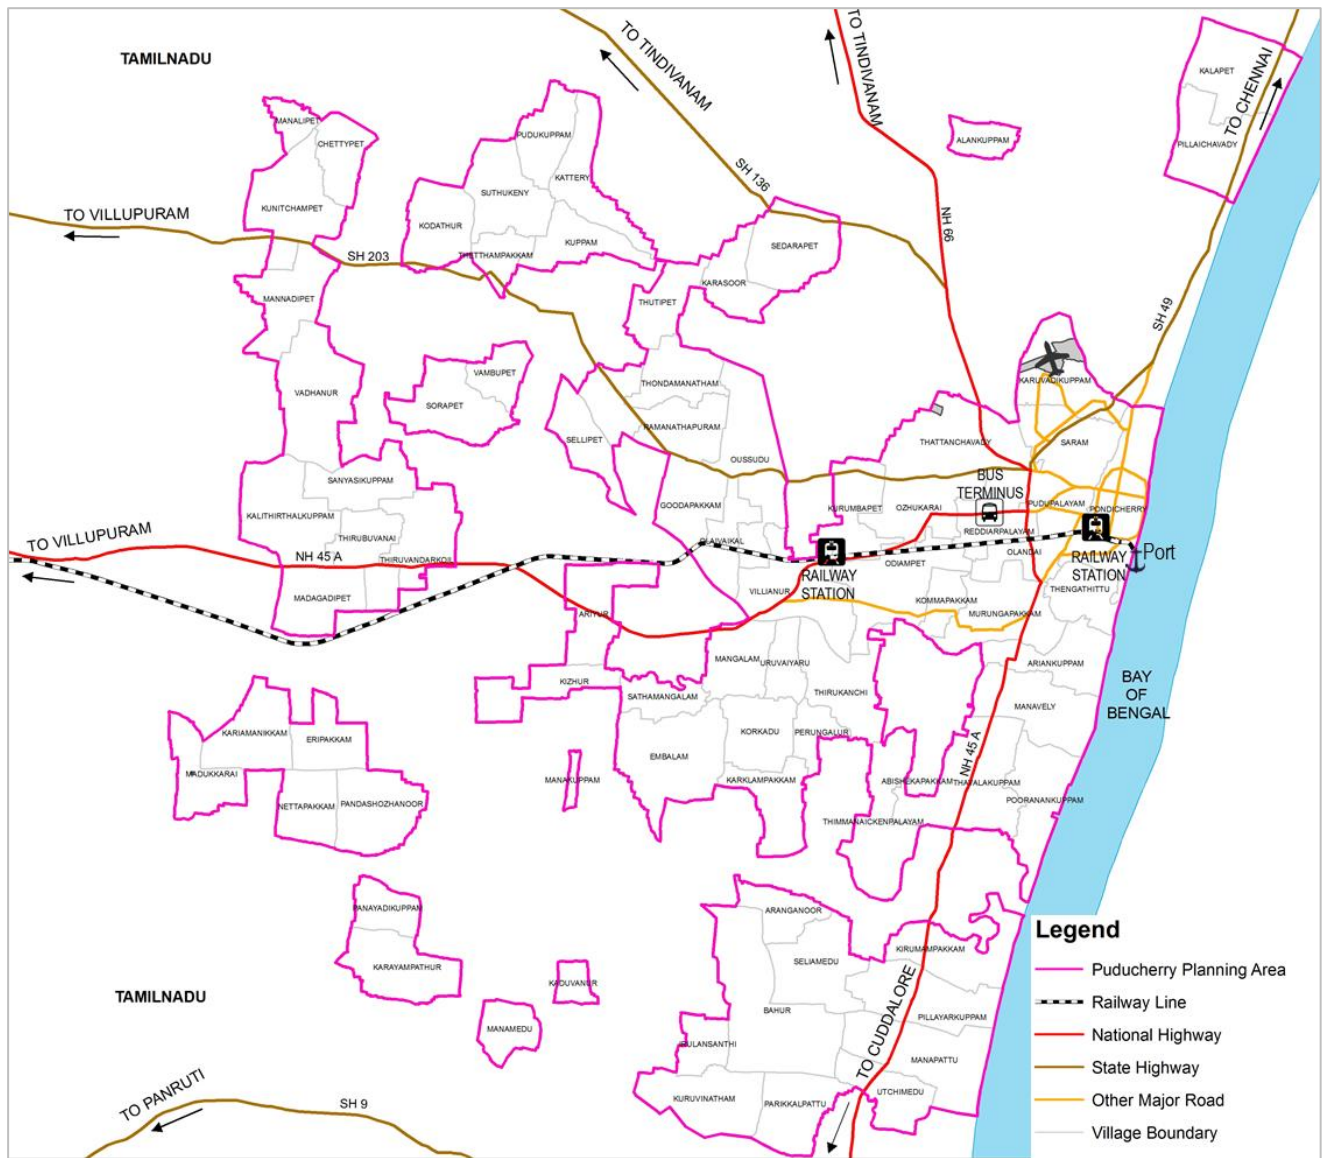 TAMILNADU
TO TINDIVANAM
TO TINDIVANAM
TO CHENNAI
KALAPET
PILLAICHAVADY
MANALIPET
CHETTYPET
KUNITCHAMPET
PUDUKUPPAM
KATTERY
SUTHUKENY
KODATHUR
THETTHAMPAKKAM
KUPPAM
ALANKUPPAM
SH 136
NH 66
TO VILLUPURAM
SH 203
SEDARAPET
KARASOOR
THUTIPET
MANNADIPET
SH 49
VADHANUR
VAMBUPET
SORAPET
THONDAMANATHAM
RAMANATHAPURAM
SELLIPET
OUSSUDU
KARUVADIKUPPAM
THATTANCHAVADY
SARAM
SANYASIKUPPAM
KALITHIRTHALKUPPAM
THIRUBUVANAI
THIRUVANDARKOIL
MADAGADIPET
GOODAPAKKAM
KURUMBAPET
OZHUKARAI
BUS
TERMINUS
PUDUPALAYAM
PONDICHERRY
REDDIARPALAYAM
OLANDAI
RAILWAY
STATION
Port
TO VILLUPURAM
NH 45 A
RAILWAY
STATION
ODIAMPET
THENGATHITTU
VILLIANUR
KOMMAPAKKAM
MURUNGAPAKKAM
ARIYUR
KIZHUR
MANGALAM
URUVAIYARU
SATHAMANGALAM
THIRUKANCHI
ARIANKUPPAM
MANAVELY
BAY
OF
BENGAL
KARIAMANIKKAM
ERIPAKKAM
MADUKKARAI
NETTAPAKKAM
PANDASHOZHANOOR
MANAKUPPAM
EMBALAM
KORKADU
PERUNGALUR
KARKLAMPAKKAM
ABISHEKAPAKKAM
NH 45 A
POORANANKUPPAM
THIMMANAICKENPALAYAM
PANAYADIKUPPAM
KARAYAMPATHUR
KADUVANUR
MANAMEDU
ARANGANOOR
SELIAMEDU
KIRUMAMPAKKAM
BAHUR
PILLAYARKUPPAM
MANAPATTU
UTCHIMEDU
KURUVINATHAM
PARIKKALPATTU
TO CUDDALORE
TAMILNADU
TO PANRUTI
SH 9
Legend
Puducherry Planning Area
Railway Line
National Highway
State Highway
Other Major Road
Village Boundary